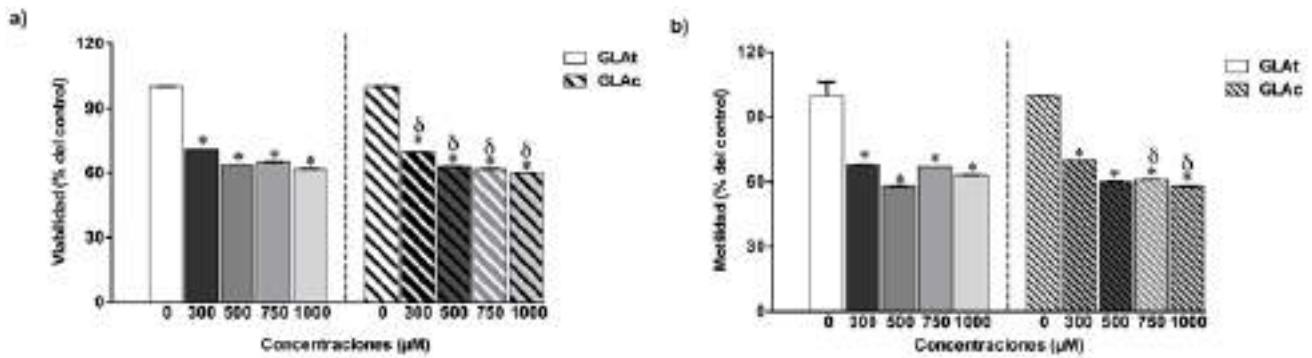 a)
Viabilidad (% del control)
120
90
60
30
0
* * * *
δ δ δ δ
* * * *
0 300 500 750 1000 0 300 500 750 1000
Concentraciones (µM)
GLAt
GLAc
b)
Motilidad (% del control)
120
90
60
30
0
* * * *
δ δ
* * * *
0 300 500 750 1000 0 300 500 750 1000
Concentraciones (µM)
GLAt
GLAc